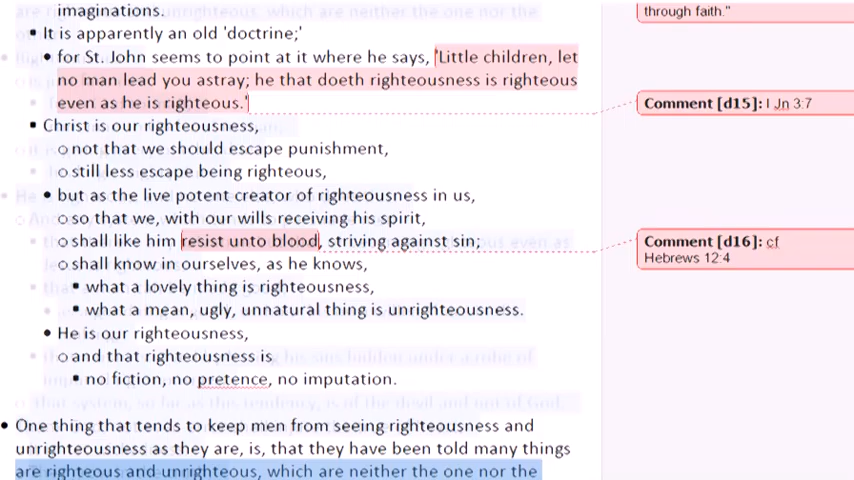 imaginations.
▪ It is apparently an old 'doctrine;'
• for St. John seems to point at it where he says, 'Little children, let
no man lead you astray; he that doeth righteousness is righteous
even as he is righteous.'
▪ Christ is our righteousness,
o not that we should escape punishment,
o still less escape being righteous,
• but as the live potent creator of righteousness in us,
o so that we, with our wills receiving his spirit,
o shall like him resist unto blood, striving against sin;
o shall know in ourselves, as he knows,
▪ what a lovely thing is righteousness,
▪ what a mean, ugly, unnatural thing is unrighteousness.
• He is our righteousness,
o and that righteousness is
▪ no fiction, no pretence, no imputation.
• One thing that tends to keep men from seeing righteousness and
unrighteousness as they are, is, that they have been told many things
are righteous and unrighteous, which are neither the one nor the
through faith."
Comment [d15]: I Jn 3:7
Comment [d16]: cf
Hebrews 12:4